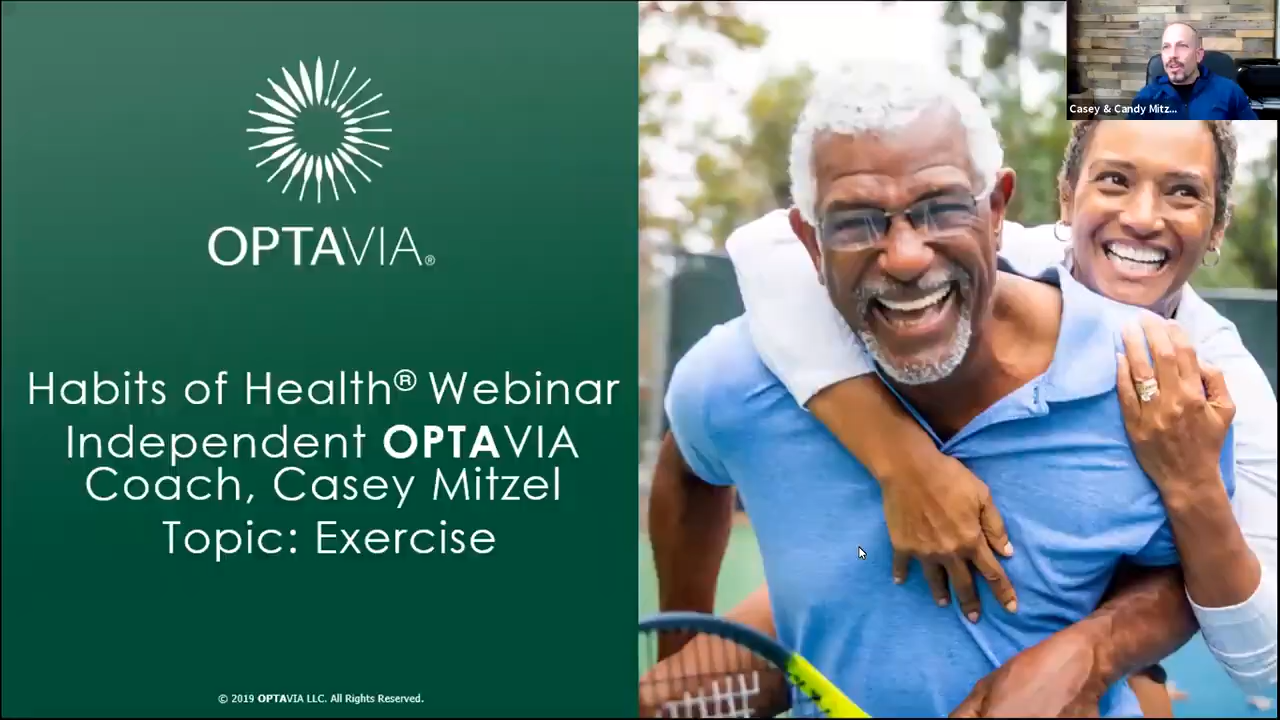 Casey & Candy Mitz...
OPTAVIA®
Habits of Health® Webinar
Independent OPTAVIA
Coach, Casey Mitzel
Topic: Exercise
© 2019 OPTAVIA LLC. All Rights Reserved.